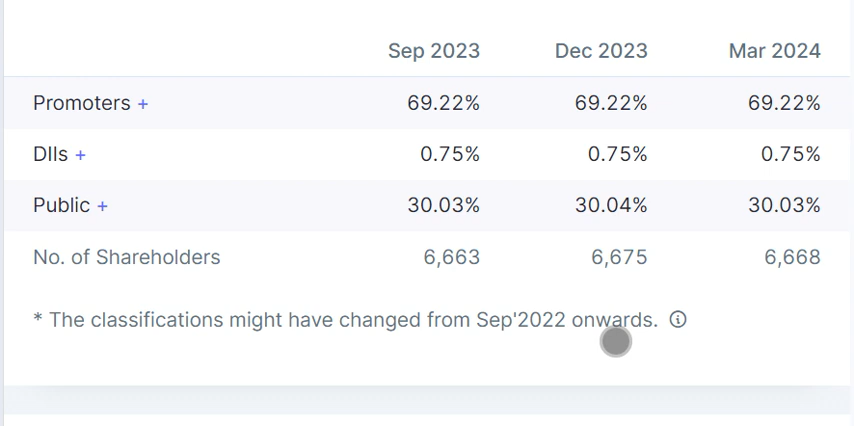 Sep 2023 Dec 2023 Mar 2024
Promoters + 69.22% 69.22% 69.22%
DIIs + 0.75% 0.75% 0.75%
Public + 30.03% 30.04% 30.03%
No. of Shareholders 6,663 6,675 6,668
* The classifications might have changed from Sep'2022 onwards.